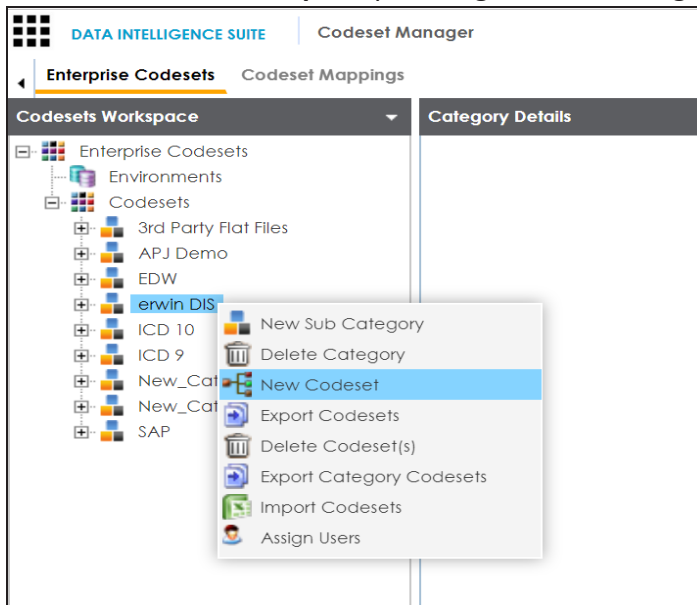 DATA INTELLIGENCE SUITE Codeset Manager
Enterprise Codesets Codeset Mappings
Codesets Workspace Category Details
Enterprise Codesets
Environments
Codesets
3rd Party Flat Files
APJ Demo
EDW
erwin DIS
ICD 10
ICD 9
New_Cat
New_Cat
SAP
New Sub Category
Delete Category
New Codeset
Export Codesets
Delete Codeset(s)
Export Category Codesets
Import Codesets
Assign Users